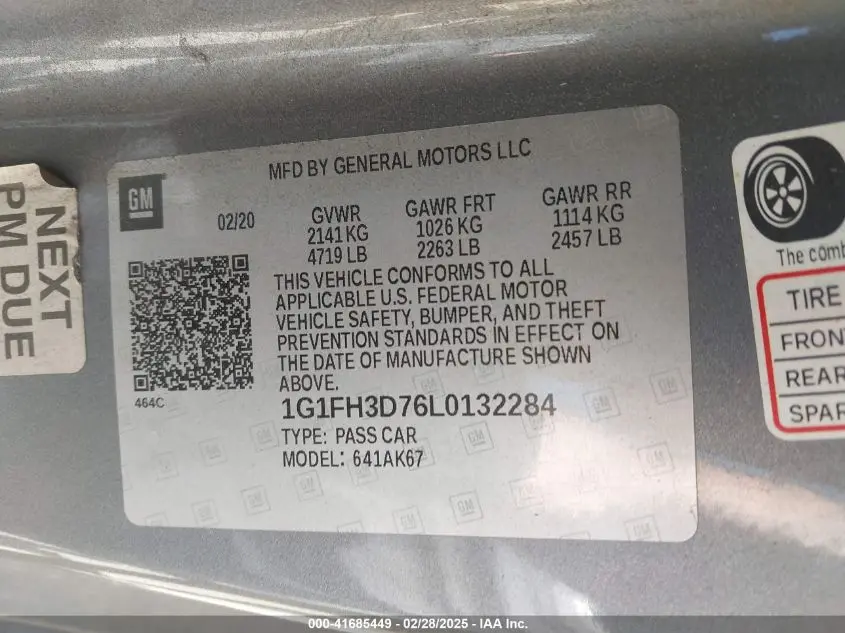 MFD BY GENERAL MOTORS LLC
GM
02/20
GVWR
2141 KG
4719 LB
GAWR FRT
1026 KG
2263 LB
GAWR RR
1114 KG
2457 LB
THIS VEHICLE CONFORMS TO ALL
APPLICABLE U.S. FEDERAL MOTOR
VEHICLE SAFETY, BUMPER, AND THEFT
PREVENTION STANDARDS IN EFFECT ON
THE DATE OF MANUFACTURE SHOWN
ABOVE.
464C
1G1FH3D76L0132284
TYPE: PASS CAR
MODEL: 641AK67
NEXT
PM DUE
The comb
TIRE
FRON
REAR
SPAR
000-41685449 - 02/28/2025 - IAA Inc.